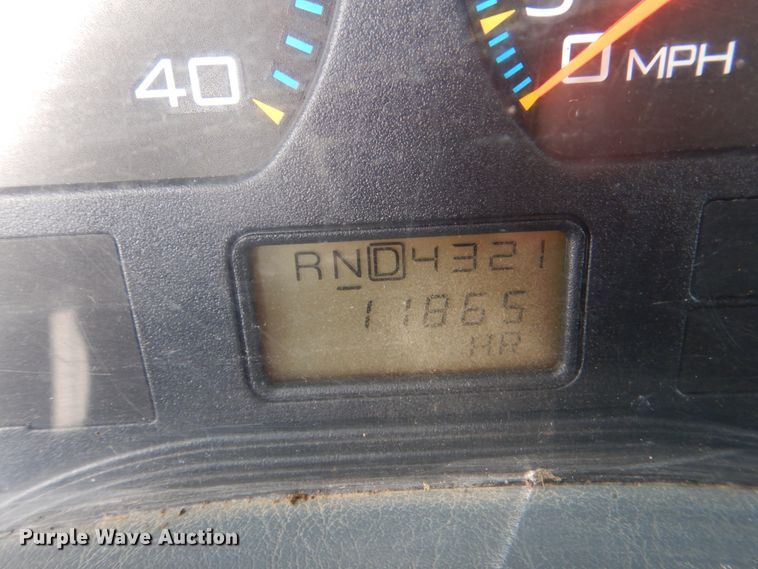 40
0 MPH
RND4321
11865
HR
Purple Wave Auction